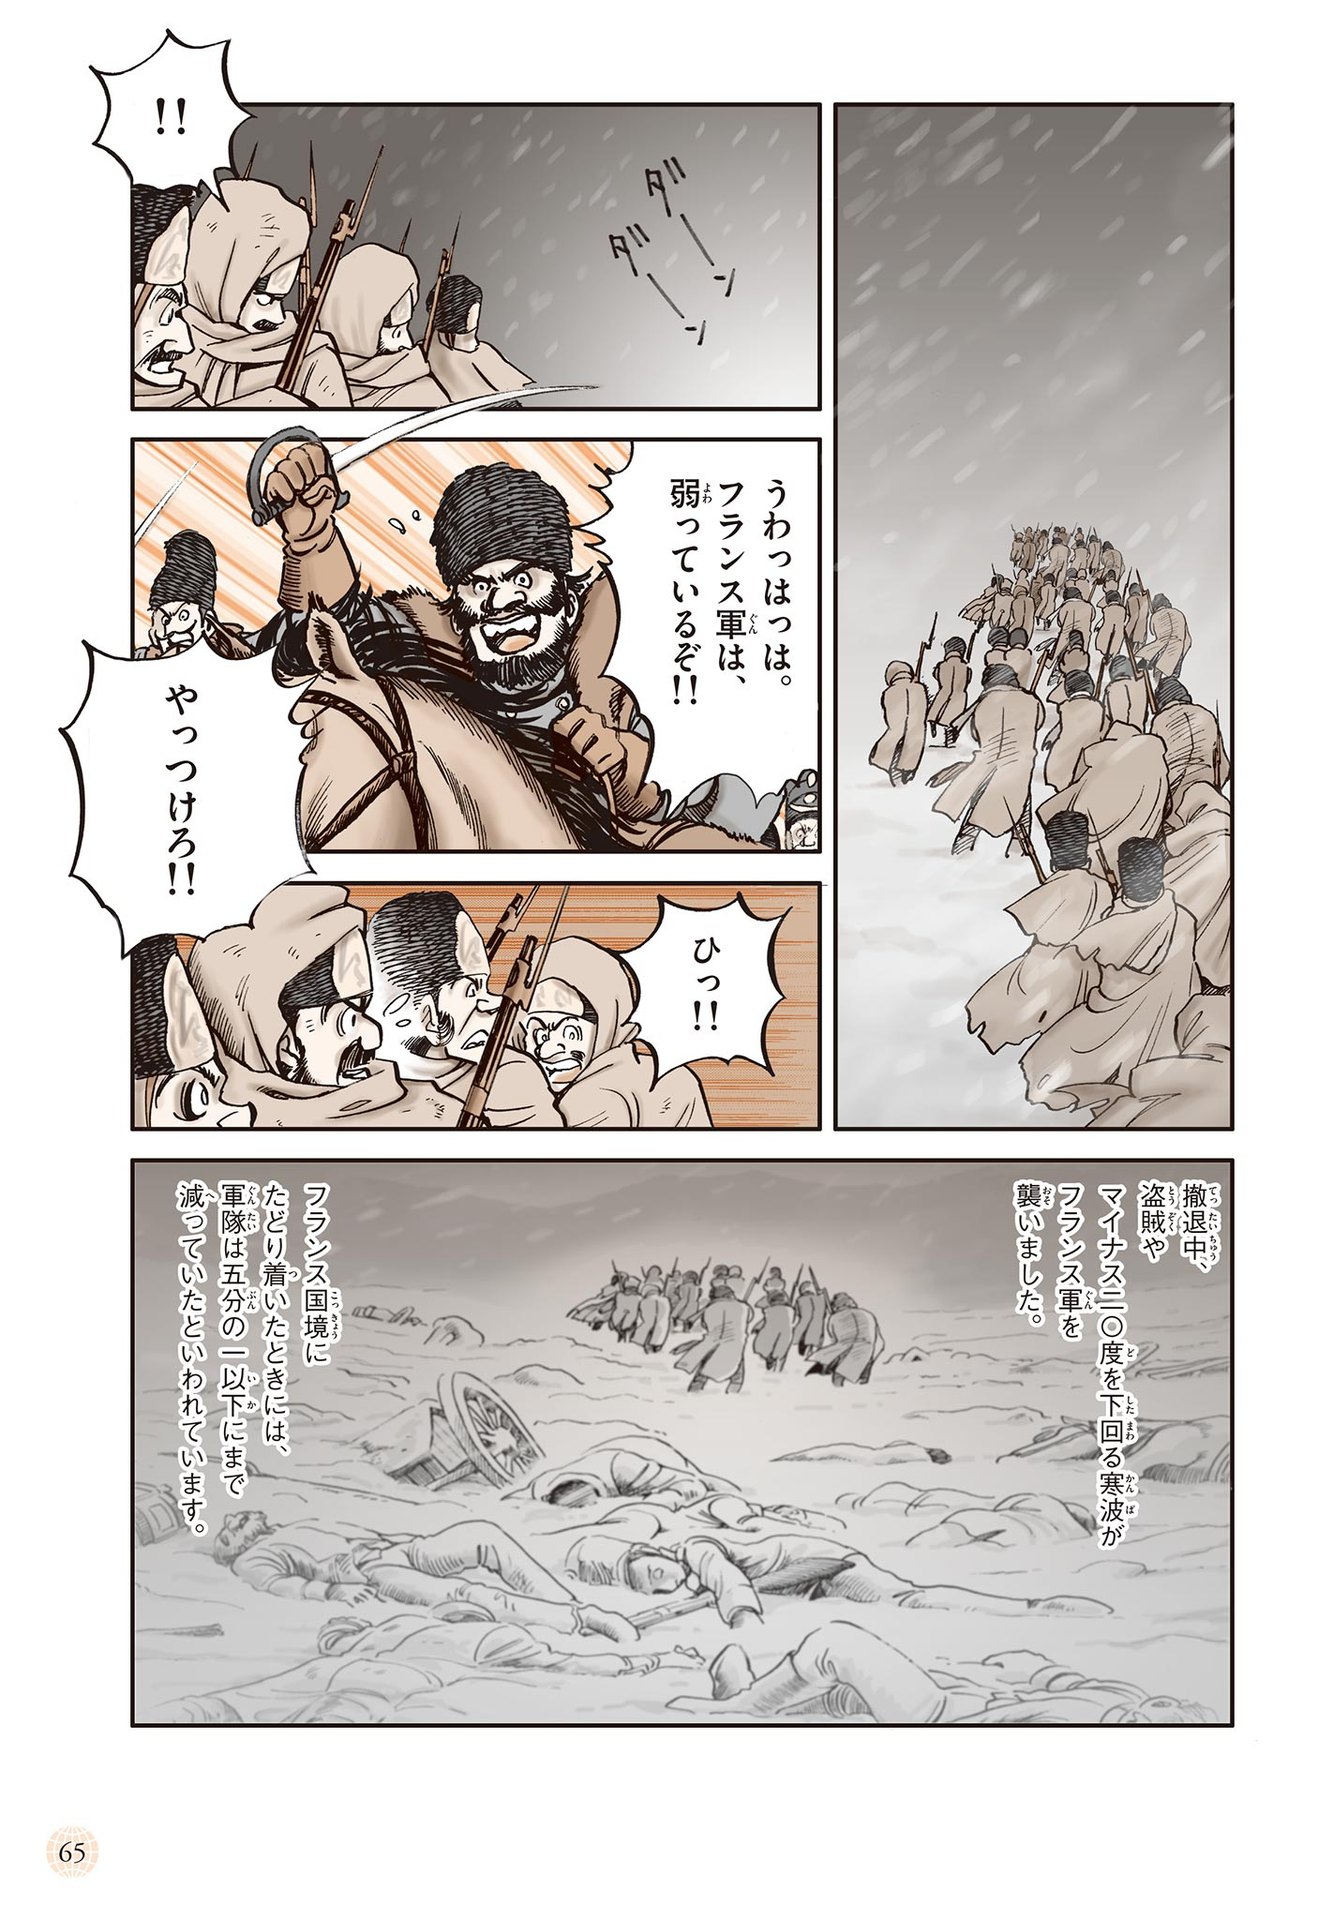 ダーン
ダーン
!!
うわっはっは。
フランス軍は、
弱っているぞ!!
やっつけろ!!
ひっ!!
撤退中、
盗賊や
マイナス二〇度を下回る寒波が
フランス軍を
襲いました。
フランス国境に
たどり着いたときには、
軍隊は五分の一以下にまで
減っていたといわれています。
65